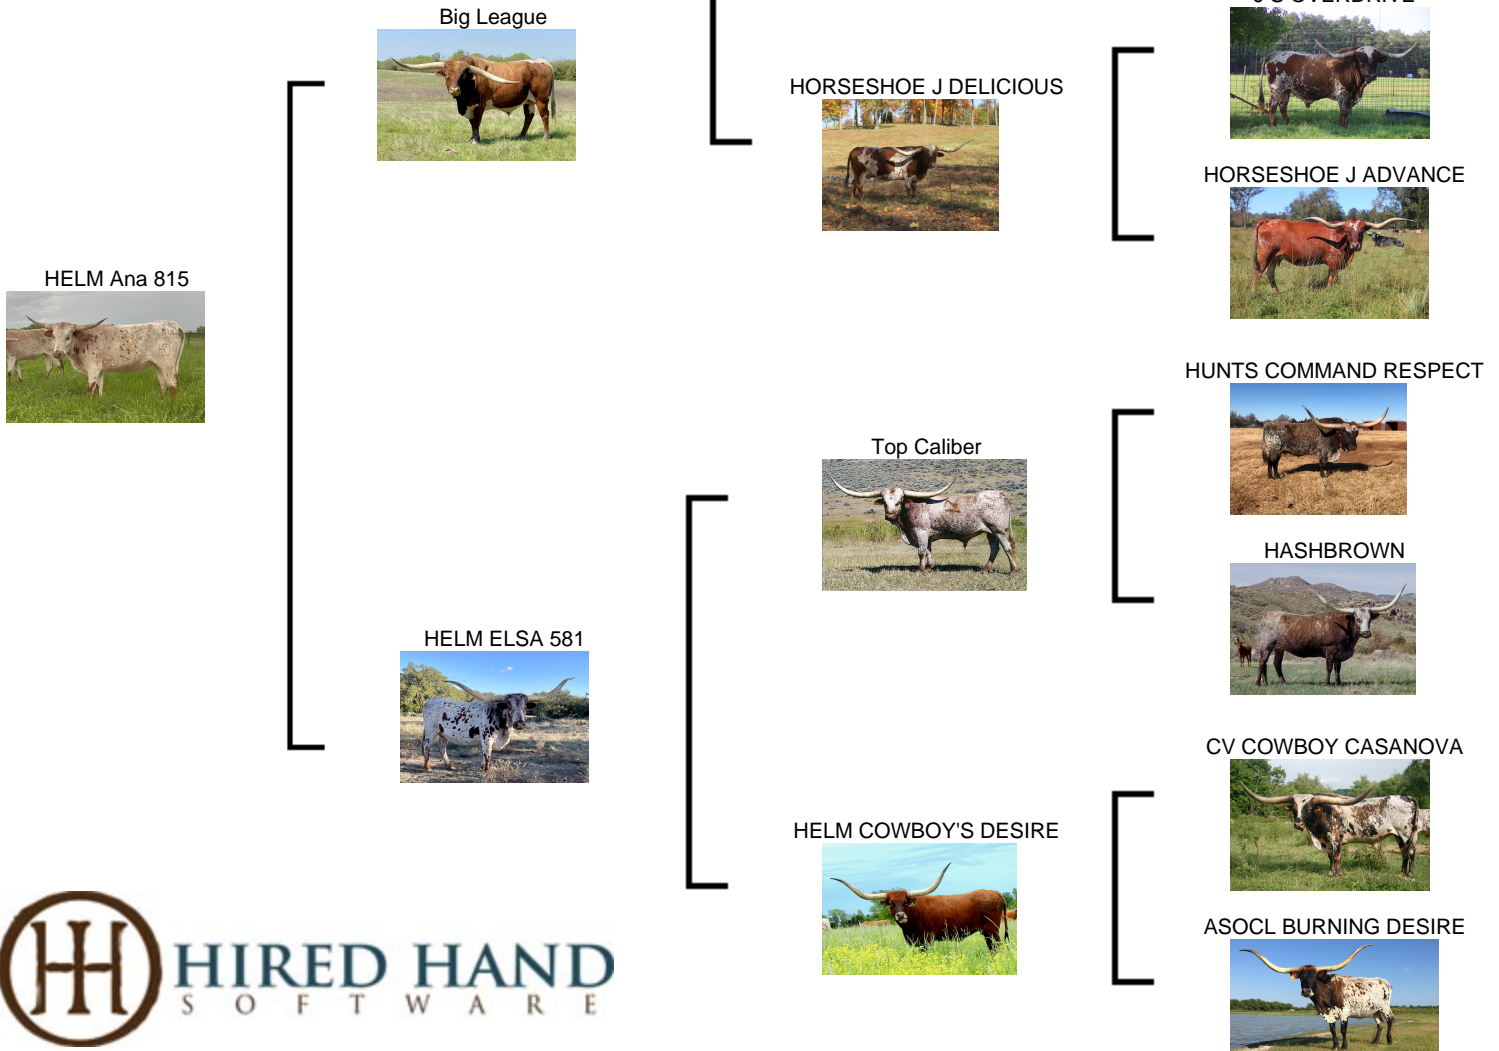 Big League
HORSESHOE J DELICIOUS
HORSESHOE J ADVANCE
HELM Ana 815
HUNTS COMMAND RESPECT
Top Caliber
HASHBROWN
HELM ELSA 581
CV COWBOY CASANOVA
HELM COWBOY'S DESIRE
ASOCL BURNING DESIRE
HIRED HAND
SOFTWARE